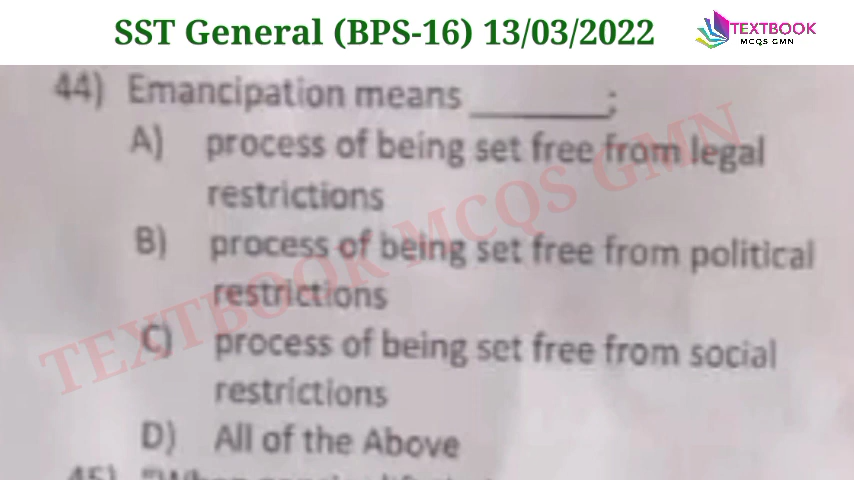 SST General (BPS-16) 13/03/2022
TEXTBOOK
MCQS GMN
44) Emancipation means ________;
A) process of being set free from legal
restrictions
B) process of being set free from political
restrictions
C) process of being set free from social
restrictions
D) All of the Above
45) "When
TEXTBOOK MCQS GMN